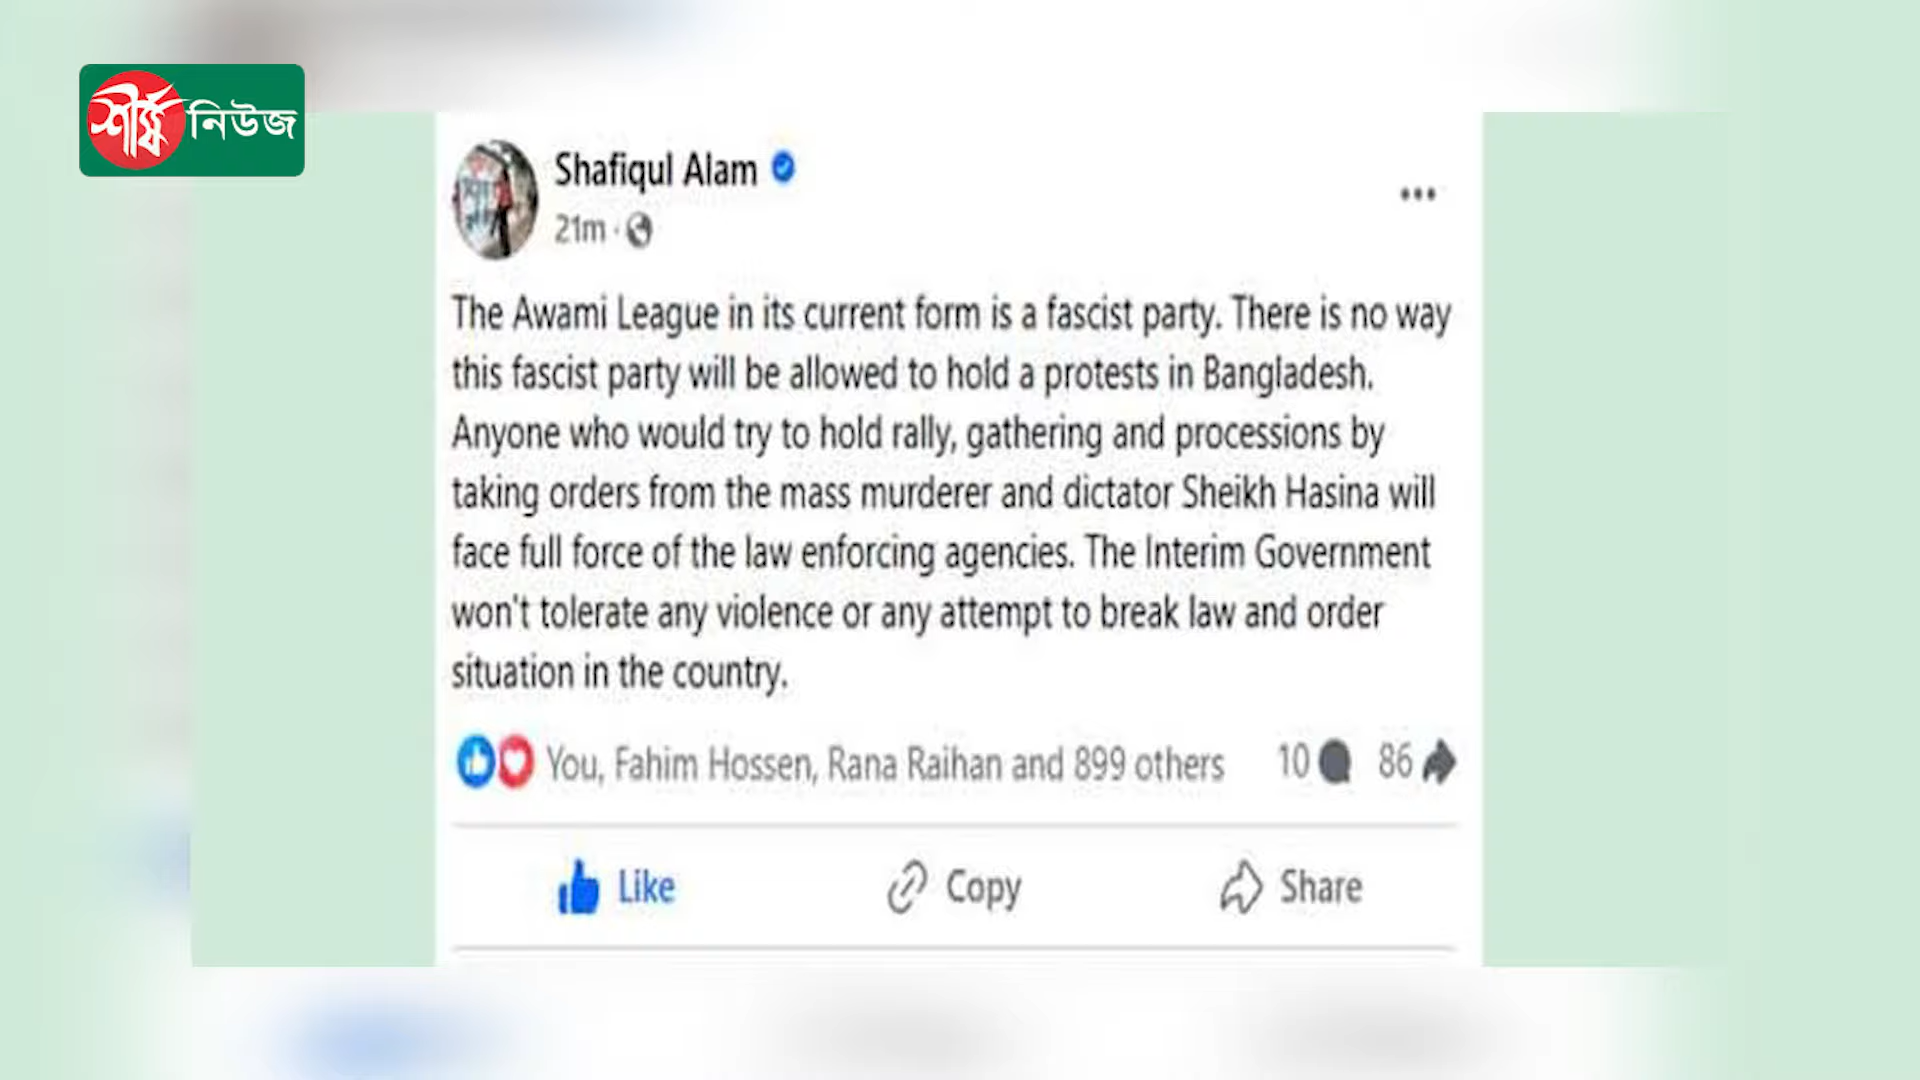 শীর্ষ নিউজ
Shafiqul Alam
21m
The Awami League in its current form is a fascist party. There is no way
this fascist party will be allowed to hold a protests in Bangladesh.
Anyone who would try to hold rally, gathering and processions by
taking orders from the mass murderer and dictator Sheikh Hasina will
face full force of the law enforcing agencies. The Interim Government
won't tolerate any violence or any attempt to break law and order
situation in the country.
You, Fahim Hossen, Rana Raihan and 899 others 10 86
Like Copy Share